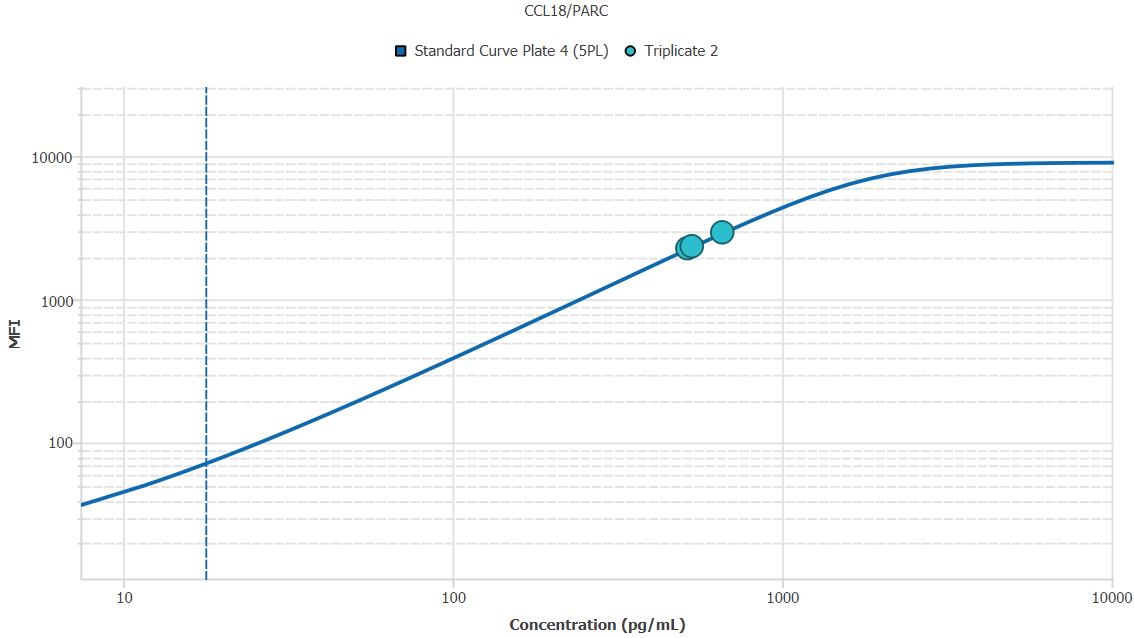 CCL18/PARC
Standard Curve Plate 4 (5PL) Triplicate 2
10000
1000
100
MFI
10 100 1000 10000
Concentration (pg/mL)